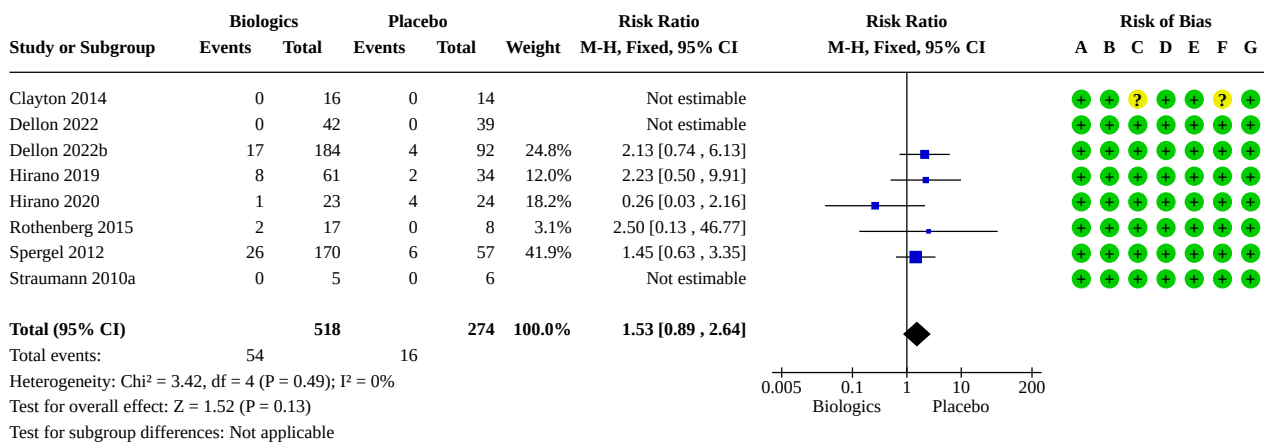 Biologics Placebo Risk Ratio Risk Ratio Risk of Bias
Study or Subgroup Events Total Events Total Weight M-H, Fixed, 95% CI M-H, Fixed, 95% CI A B C D E F G
Clayton 2014 0 16 0 14 Not estimable + + ? + + ? +
Dellon 2022 0 42 0 39 Not estimable + + + + + + +
Dellon 2022b 17 184 4 92 24.8% 2.13 [0.74 , 6.13] + + + + + + +
Hirano 2019 8 61 2 34 12.0% 2.23 [0.50 , 9.91] + + + + + + +
Hirano 2020 1 23 4 24 18.2% 0.26 [0.03 , 2.16] + + + + + + +
Rothenberg 2015 2 17 0 8 3.1% 2.50 [0.13 , 46.77] + + + + + + +
Spergel 2012 26 170 6 57 41.9% 1.45 [0.63 , 3.35] + + + + + + +
Straumann 2010a 0 5 0 6 Not estimable + + + + + + +
Total (95% CI) 518 274 100.0% 1.53 [0.89 , 2.64]
Total events: 54 16
Heterogeneity: Chi² = 3.42, df = 4 (P = 0.49); I² = 0%
0.005 0.1 1 10 200
Test for overall effect: Z = 1.52 (P = 0.13)
Biologics Placebo
Test for subgroup differences: Not applicable